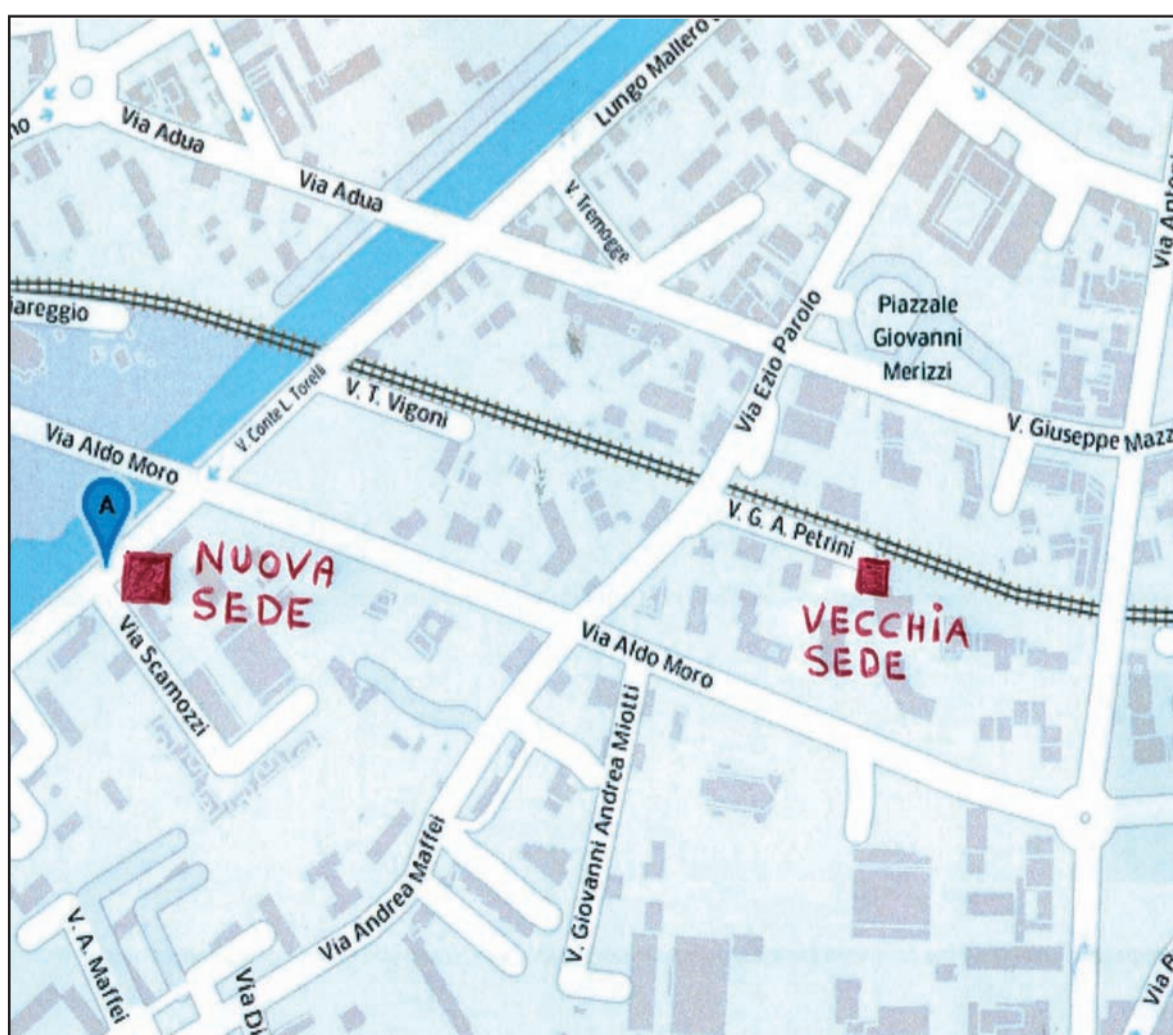 Lungo Mallero
Via Adua
Via Adua
V. Tremogge
iareggio
Piazzale
Giovanni
Merizzi
Via Ezio Parolo
V. Conte L. Torelli
V. T. Vigoni
V. Giuseppe Mazz
Via Aldo Moro
A
V. G. A. Petrini
NUOVA
SEDE
VECCHiA
SEDE
Via Scamozzi
Via Aldo Moro
V. Giovanni Andrea Miotti
Via Andrea Maffei
V. A. Maffei
Via Di